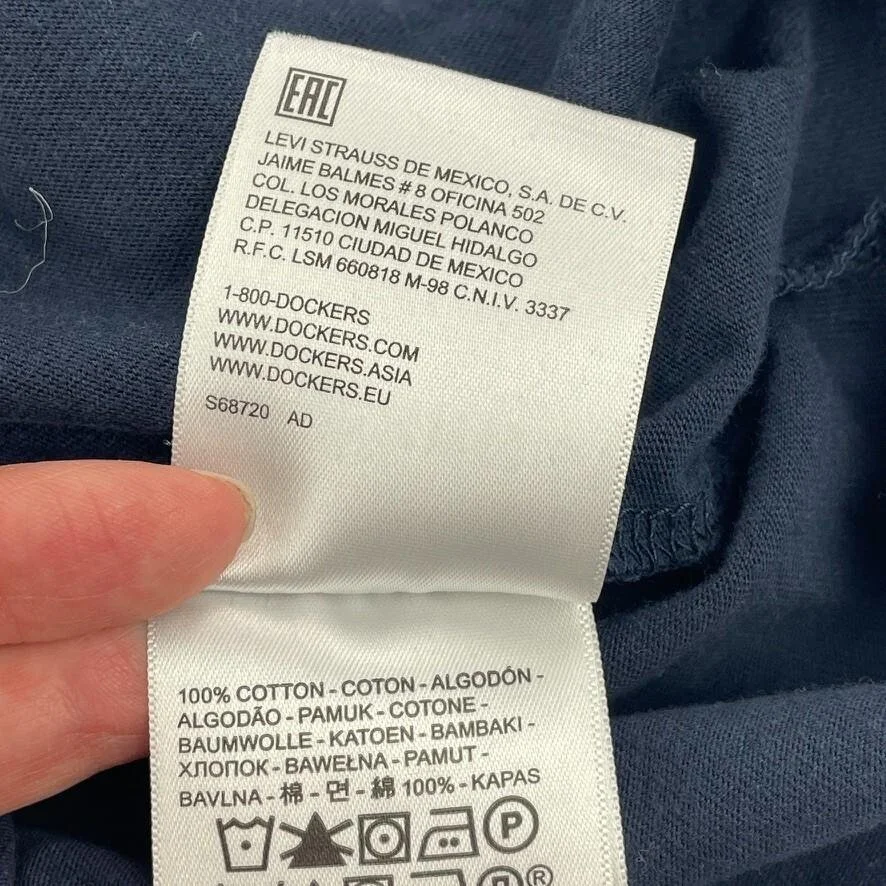 EAC
LEVI STRAUSS DE MEXICO, S.A. DE C.V.
JAIME BALMES # 8 OFICINA 502
COL. LOS MORALES POLANCO
DELEGACION MIGUEL HIDALGO
C.P. 11510 CIUDAD DE MEXICO
R.F.C. LSM 660818 M-98 C.N.I.V. 3337
1-800-DOCKERS
WWW.DOCKERS.COM
WWW.DOCKERS.ASIA
WWW.DOCKERS.EU
S68720 AD
100% COTTON - COTON - ALGODÓN -
ALGODÃO - PAMUK - COTONE -
BAUMWOLLE - KATOEN - BAMBAKI -
ХЛОПОК - BAWEŁNA - PAMUT -
BAVLNA - 棉 - 면 - 綿 100% - KAPAS
P
®